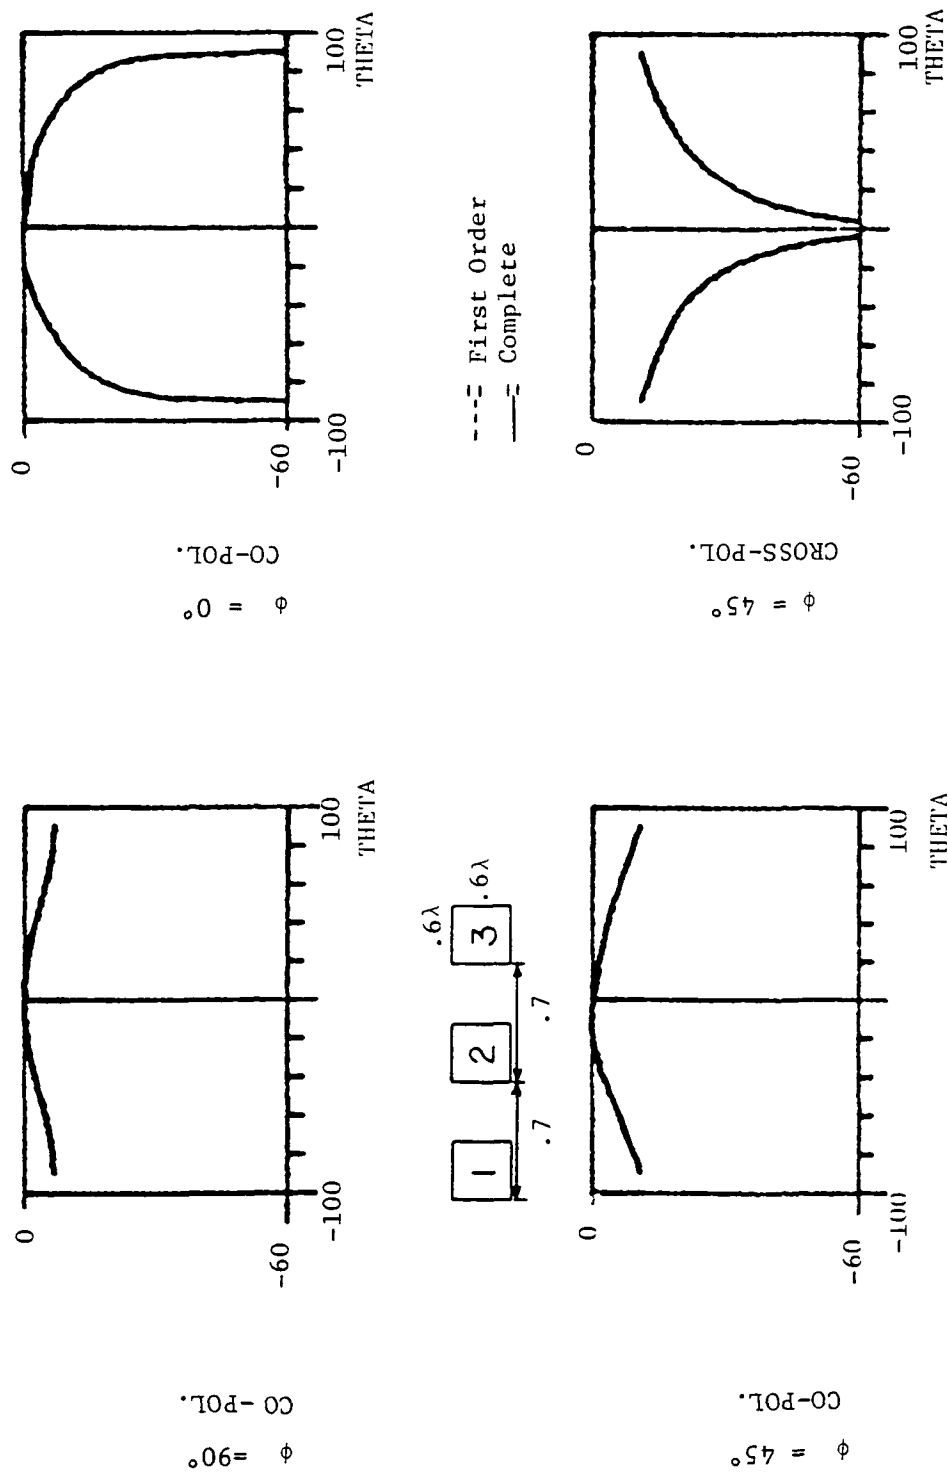 0
-60
-100
100
THETA
φ =90°
CO-POL.
0
-60
-100
100
THETA
φ = 0°
CO-POL.
1
2
3
.7
.7
.6λ
.6λ
---= First Order
——= Complete
0
-60
-100
100
THETA
φ = 45°
CO-POL.
0
-60
-100
100
THETA
φ = 45°
CROSS-POL.